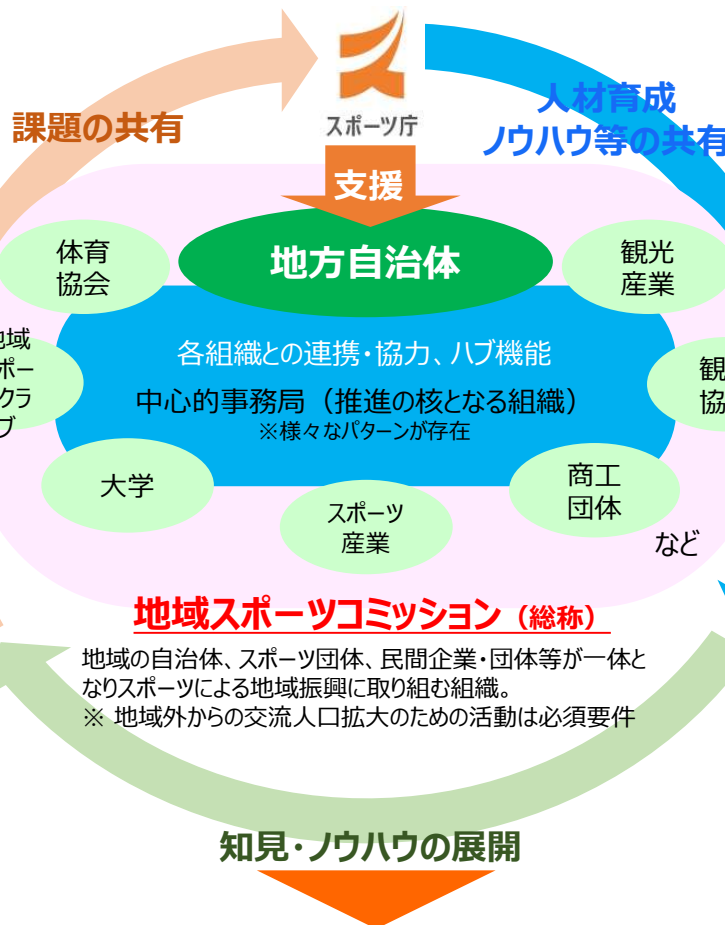 課題の共有
スポーツ庁
人材育成
ノウハウ等の共有
支援
地方自治体
体育
協会
観光
産業
各組織との連携・協力、ハブ機能
中心的事務局（推進の核となる組織）
※様々なパターンが存在
地域
ポー
クラ
ブ
観
協
大学
スポーツ
産業
商工
団体
など
地域スポーツコミッション（総称）
地域の自治体、スポーツ団体、民間企業・団体等が一体と
なりスポーツによる地域振興に取り組む組織。
※ 地域外からの交流人口拡大のための活動は必須要件
知見・ノウハウの展開